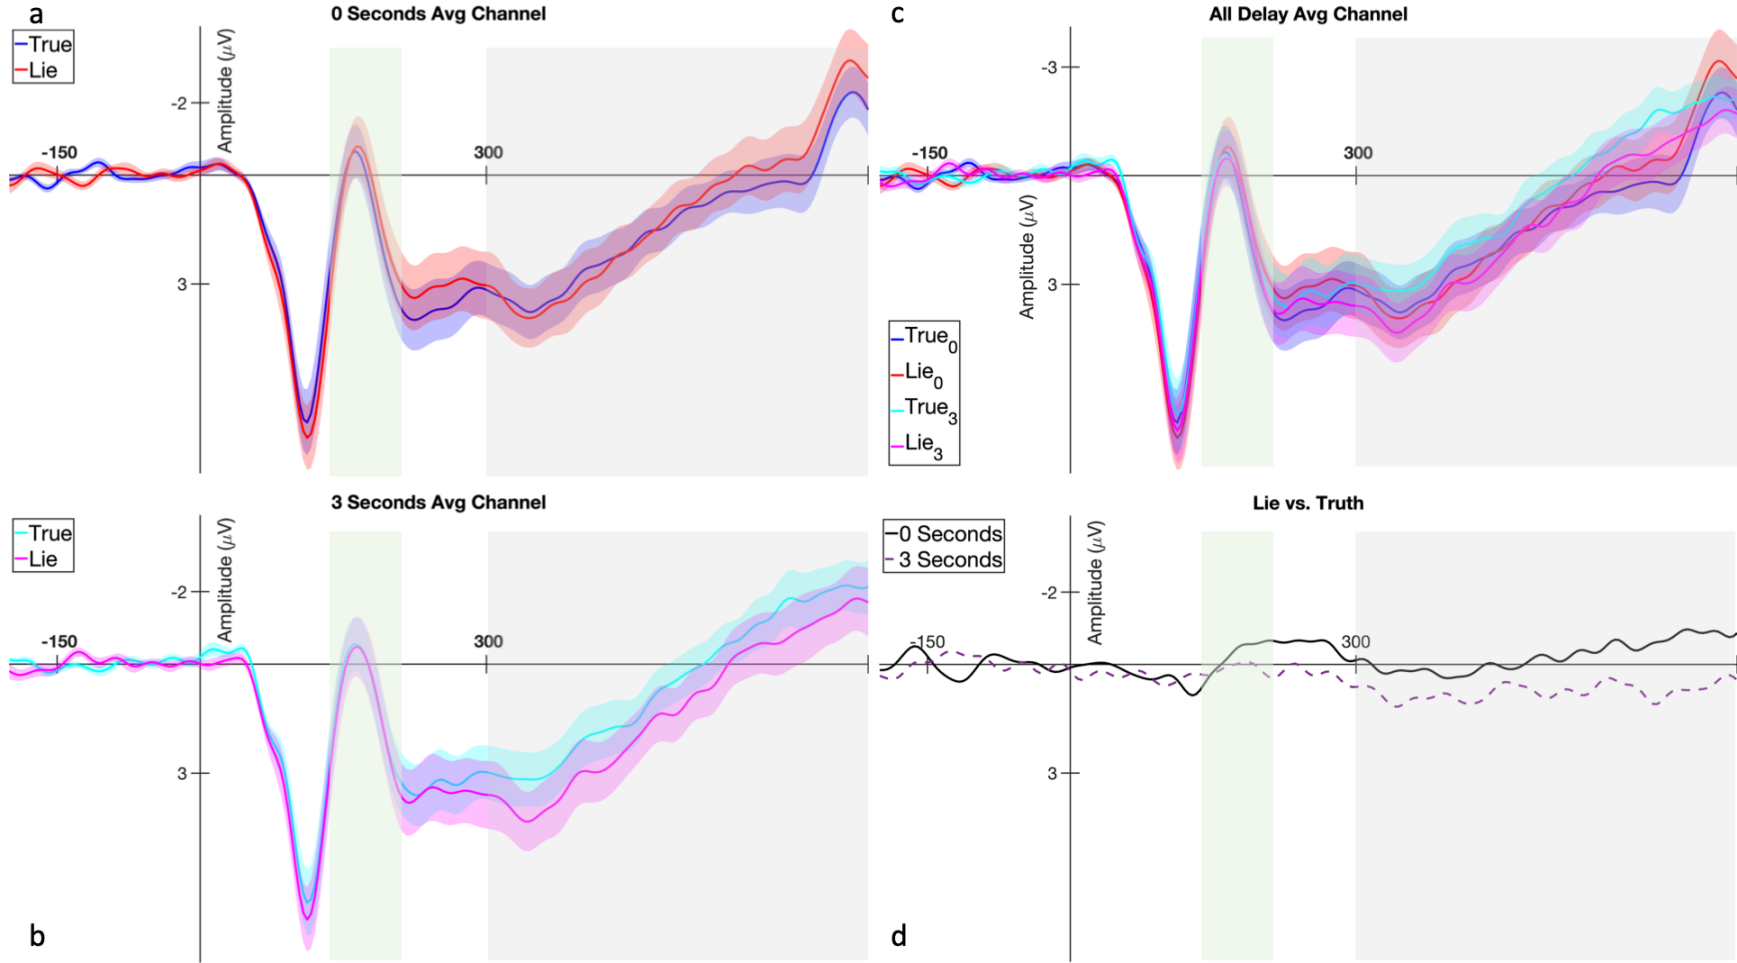 a
0 Seconds Avg Channel
True
Lie
Amplitude (μV)
-2
-150
300
3
c
All Delay Avg Channel
-3
-150
300
Amplitude (μV)
3
True0
Lie0
True3
Lie3
3 Seconds Avg Channel
True
Lie
Amplitude (μV)
-2
-150
300
3
b
Lie vs. Truth
0 Seconds
3 Seconds
Amplitude (μV)
-2
-150
300
3
d